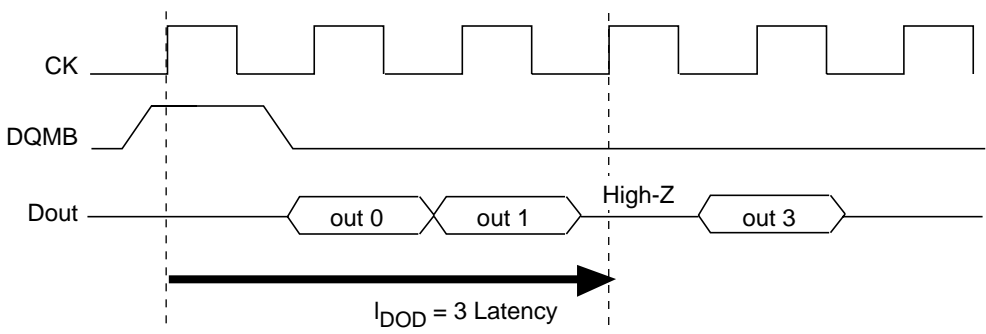 CK
DQMB
Dout
out 0
out 1
High-Z
out 3
lDOD = 3 Latency